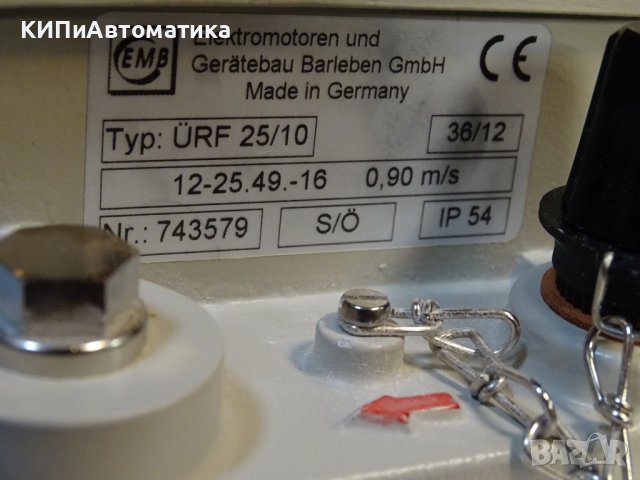 КИПиАвтоматика
EMB
Elektromotoren und
Gerätebau Barleben GmbH
Made in Germany
CE
Typ: ÜRF 25/10
36/12
12-25.49.-16 0,90 m/s
Nr.: 743579
S/Ö
IP 54
BAZAR